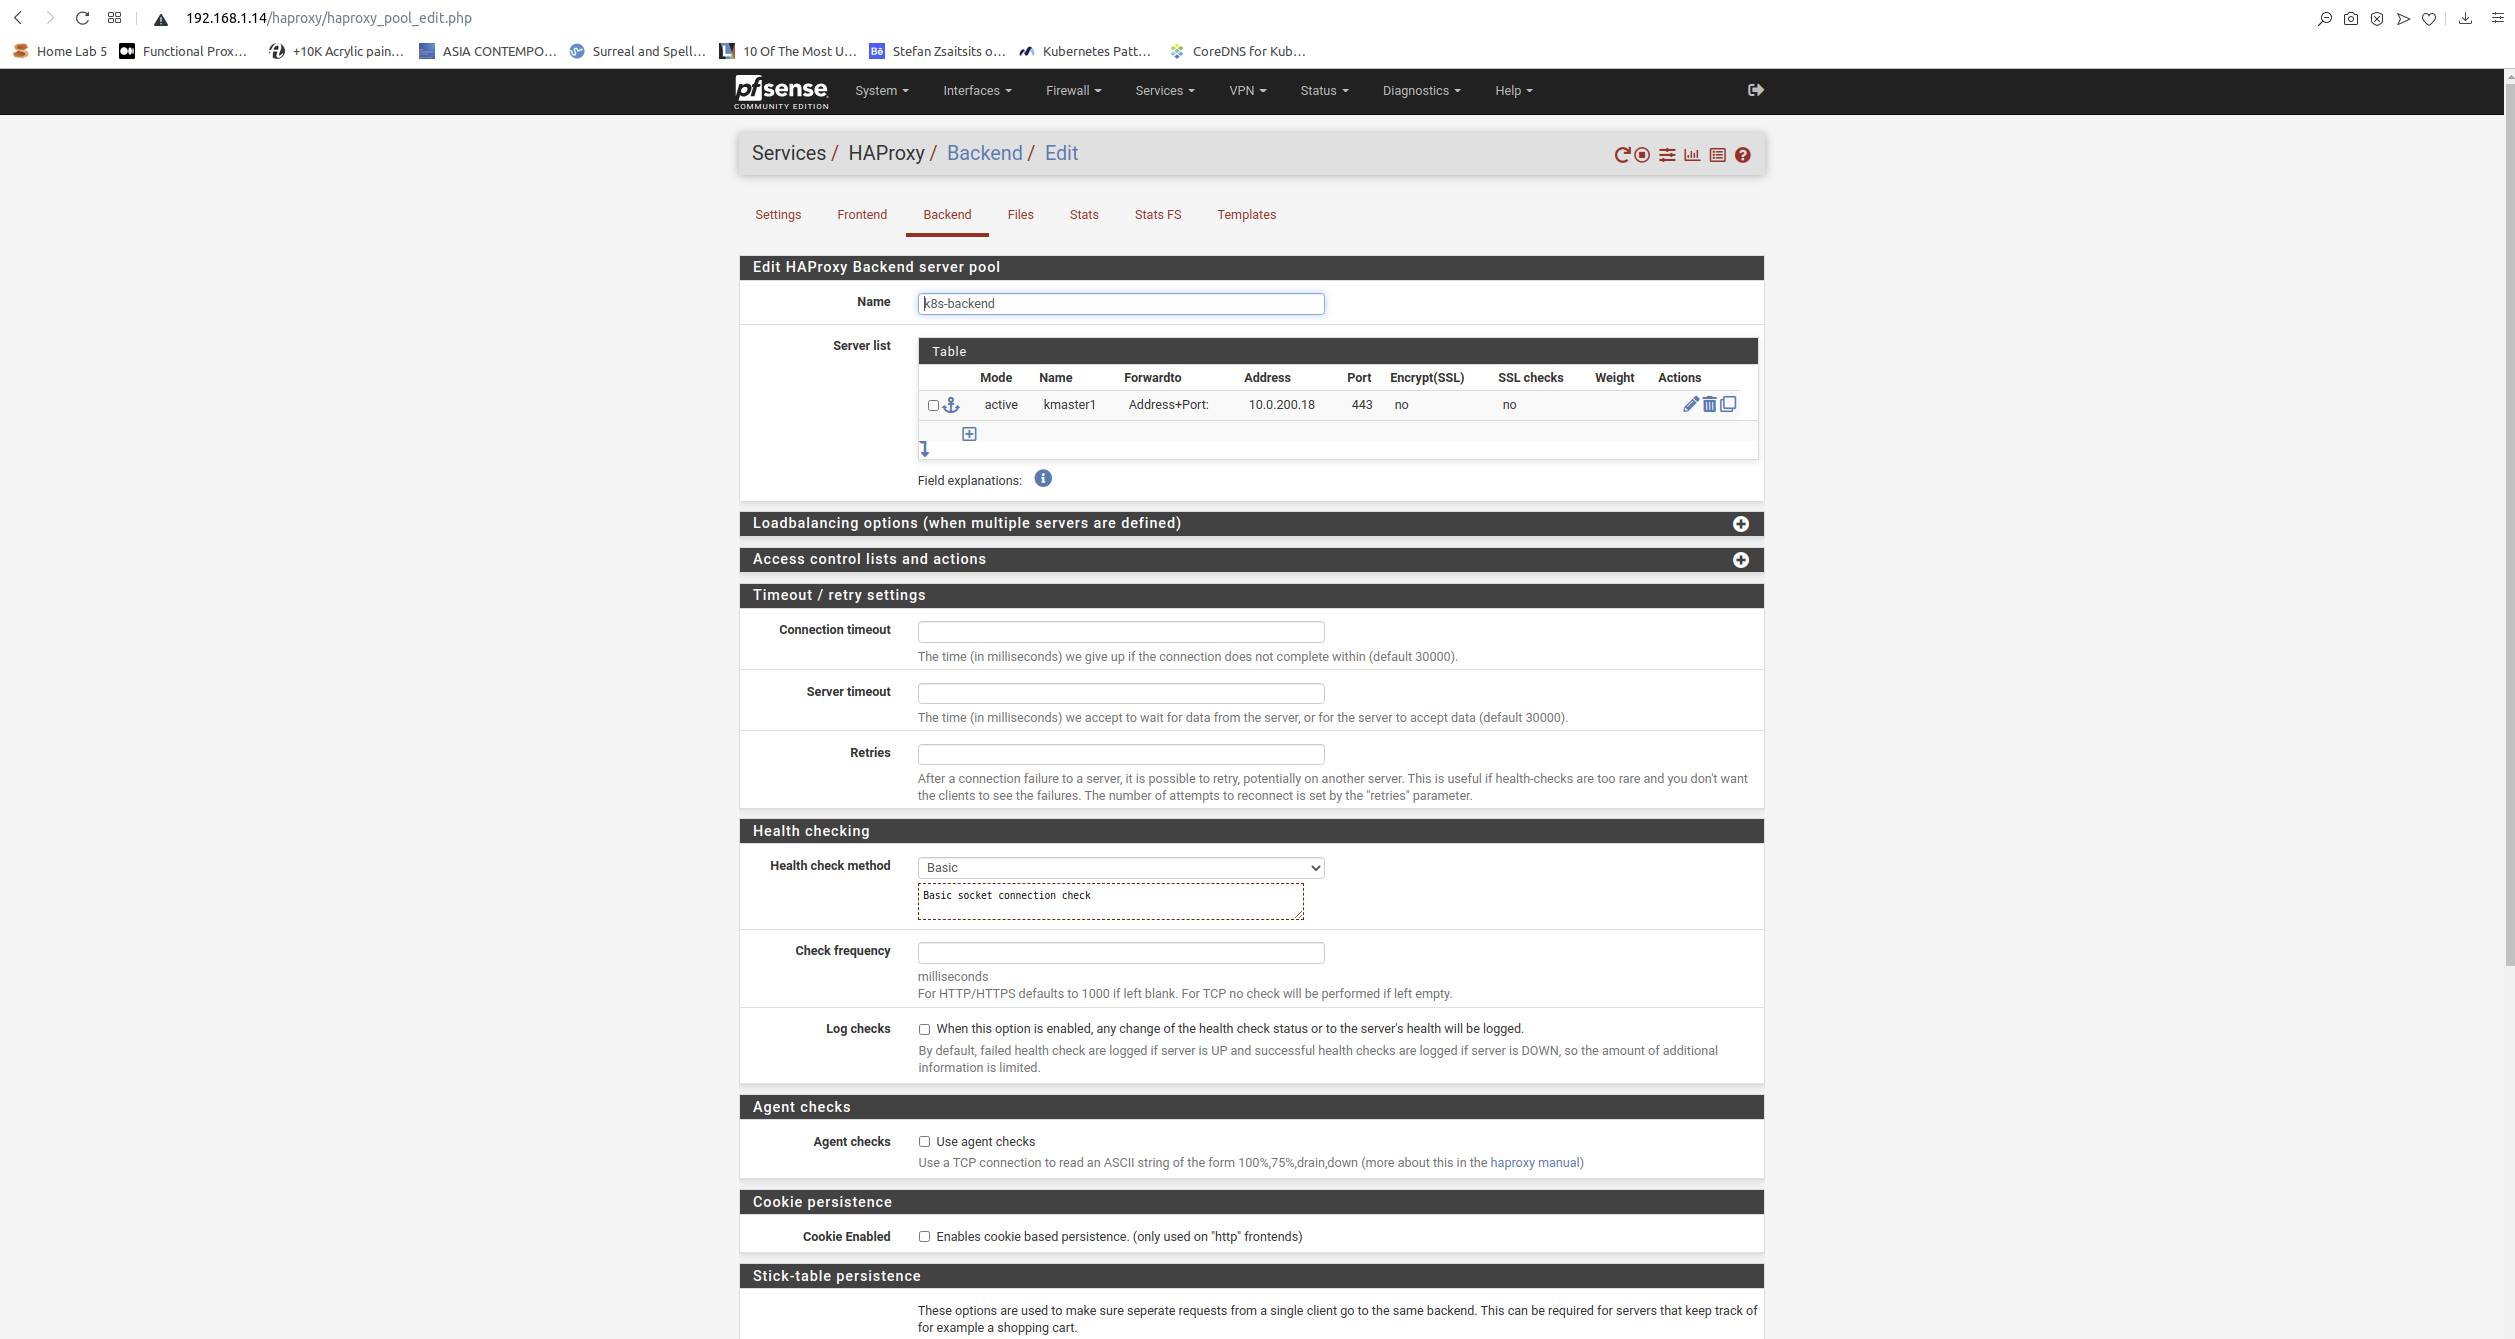 192.168.1.14/haproxy/haproxy_pool_edit.php
Home Lab 5 Functional Prox... +10K Acrylic pain... ASIA CONTEMPO... Surreal and Spell... 10 Of The Most U... Bē Stefan Zsaitsits o... Kubernetes Patt... CoreDNS for Kub...
pfsense COMMUNITY EDITION System Interfaces Firewall Services VPN Status Diagnostics Help
Services / HAProxy / Backend / Edit
Settings Frontend Backend Files Stats Stats FS Templates
Edit HAProxy Backend server pool
Name k8s-backend
Server list
Table
Mode Name Forwardto Address Port Encrypt(SSL) SSL checks Weight Actions
active kmaster1 Address+Port: 10.0.200.18 443 no no
Field explanations:
Loadbalancing options (when multiple servers are defined)
Access control lists and actions
Timeout / retry settings
Connection timeout
The time (in milliseconds) we give up if the connection does not complete within (default 30000).
Server timeout
The time (in milliseconds) we accept to wait for data from the server, or for the server to accept data (default 30000).
Retries
After a connection failure to a server, it is possible to retry, potentially on another server. This is useful if health-checks are too rare and you don't want
the clients to see the failures. The number of attempts to reconnect is set by the "retries" parameter.
Health checking
Health check method Basic
Basic socket connection check
Check frequency
milliseconds
For HTTP/HTTPS defaults to 1000 if left blank. For TCP no check will be performed if left empty.
Log checks When this option is enabled, any change of the health check status or to the server's health will be logged.
By default, failed health check are logged if server is UP and successful health checks are logged if server is DOWN, so the amount of additional
information is limited.
Agent checks
Agent checks Use agent checks
Use a TCP connection to read an ASCII string of the form 100%,75%,drain,down (more about this in the haproxy manual)
Cookie persistence
Cookie Enabled Enables cookie based persistence. (only used on "http" frontends)
Stick-table persistence
These options are used to make sure seperate requests from a single client go to the same backend. This can be required for servers that keep track of
for example a shopping cart.